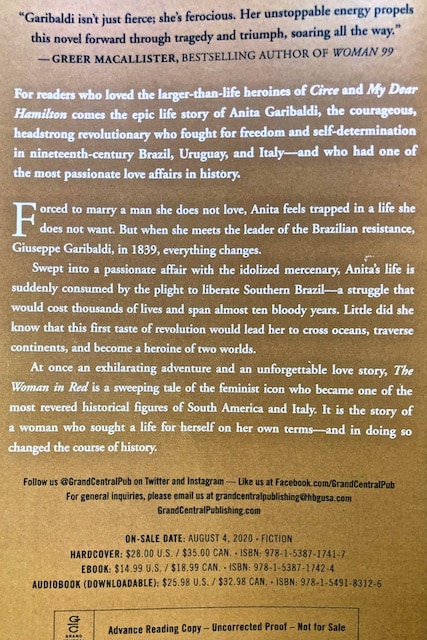 "Garibaldi isn't just fierce; she's ferocious. Her unstoppable energy propels
this novel forward through tragedy and triumph, soaring all the way."
—GREER MACALLISTER, BESTSELLING AUTHOR OF WOMAN 99
For readers who loved the larger-than-life heroines of Circe and My Dear
Hamilton comes the epic life story of Anita Garibaldi, the courageous,
headstrong revolutionary who fought for freedom and self-determination
in nineteenth-century Brazil, Uruguay, and Italy—and who had one of
the most passionate love affairs in history.
Forced to marry a man she does not love, Anita feels trapped in a life she
does not want. But when she meets the leader of the Brazilian resistance,
Giuseppe Garibaldi, in 1839, everything changes.
Swept into a passionate affair with the idolized mercenary, Anita's life is
suddenly consumed by the plight to liberate Southern Brazil—a struggle that
would cost thousands of lives and span almost ten bloody years. Little did she
know that this first taste of revolution would lead her to cross oceans, traverse
continents, and become a heroine of two worlds.
At once an exhilarating adventure and an unforgettable love story, The
Woman in Red is a sweeping tale of the feminist icon who became one of the
most revered historical figures of South America and Italy. It is the story of
a woman who sought a life for herself on her own terms—and in doing so
changed the course of history.
Follow us @GrandCentralPub on Twitter and Instagram — Like us at Facebook.com/GrandCentralPub
For general inquiries, please email us at grandcentralpublishing@hbgusa.com
GrandCentralPublishing.com
ON-SALE DATE: AUGUST 4, 2020 · FICTION
HARDCOVER: $28.00 U.S. / $35.00 CAN. · ISBN: 978-1-5387-1741-7
EBOOK: $14.99 U.S. / $18.99 CAN. · ISBN: 978-1-5387-1742-4
AUDIOBOOK (DOWNLOADABLE): $25.98 U.S. / $32.98 CAN. · ISBN: 978-1-5491-8312-6
GC
GRAND
Advance Reading Copy – Uncorrected Proof – Not for Sale